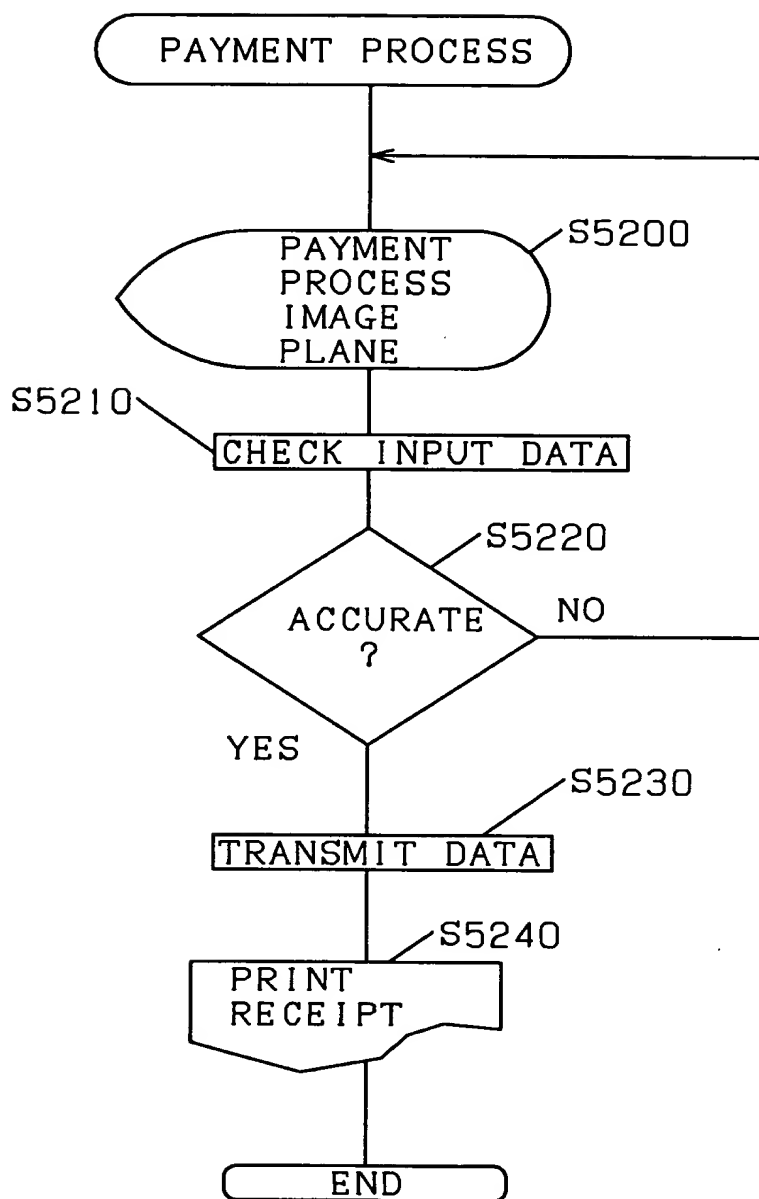 PAYMENT PROCESS
S5200
PAYMENT
PROCESS
IMAGE
PLANE
S5210
CHECK INPUT DATA
S5220
ACCURATE
?
NO
YES
S5230
TRANSMIT DATA
S5240
PRINT
RECEIPT
END